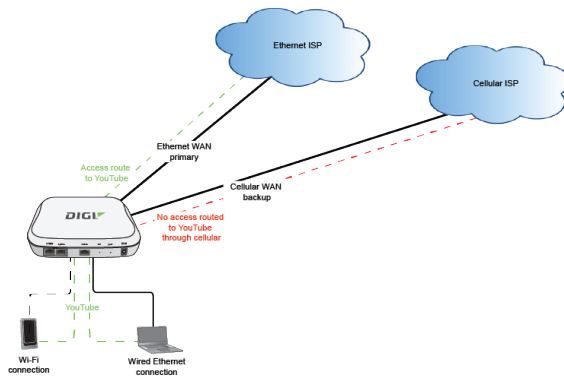 Ethernet ISP
Cellular ISP
Ethernet WAN
primary
Access route
to YouTube
Cellular WAN
backup
No access routed
to YouTube
through cellular
DIGI
YouTube
Wi-Fi
connection
Wired Ethernet
connection